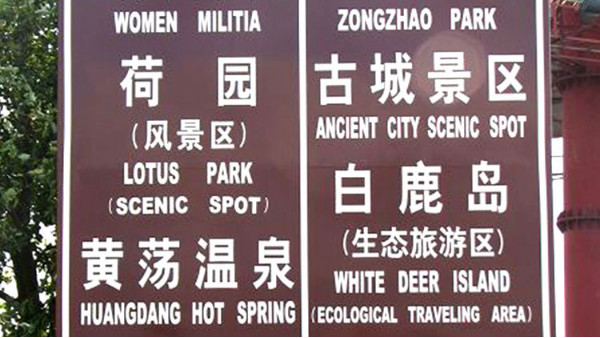 WOMEN MILITIA
荷园
(风景区)
LOTUS PARK
(SCENIC SPOT)
黄荡温泉
HUANGDANG HOT SPRING
ZONGZHAO PARK
古城景区
ANCIENT CITY SCENIC SPOT
白鹿岛
(生态旅游区)
WHITE DEER ISLAND
(ECOLOGICAL TRAVELING AREA)